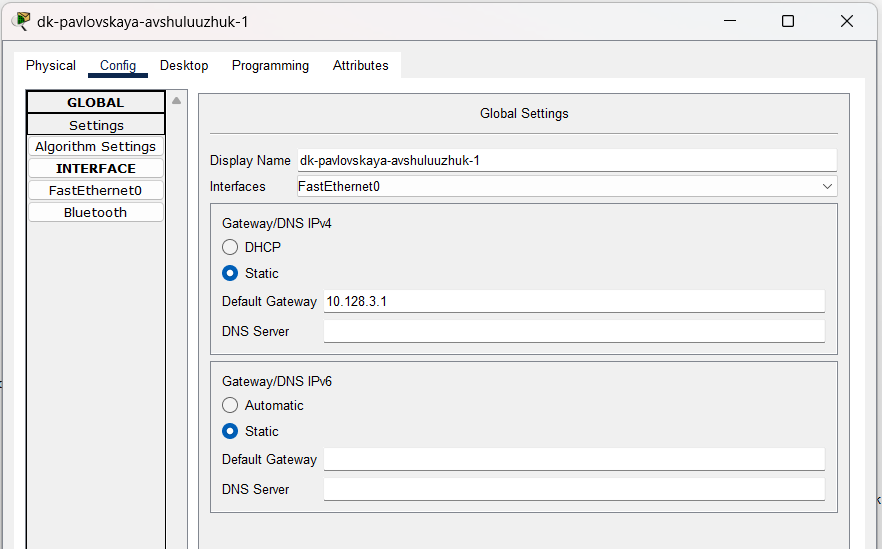 dk-pavlovskaya-avshuluuzhuk-1
Physical Config Desktop Programming Attributes
GLOBAL
Settings
Algorithm Settings
INTERFACE
FastEthernet0
Bluetooth
Global Settings
Display Name dk-pavlovskaya-avshuluuzhuk-1
Interfaces FastEthernet0
Gateway/DNS IPv4
DHCP
Static
Default Gateway 10.128.3.1
DNS Server
Gateway/DNS IPv6
Automatic
Static
Default Gateway
DNS Server